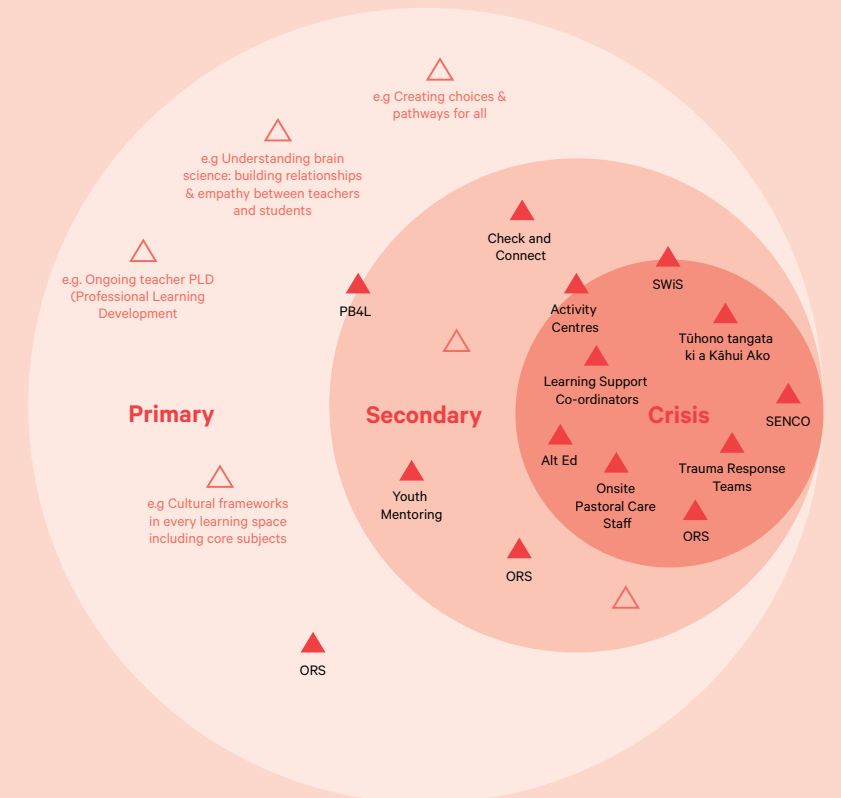 e.g Creating choices &
pathways for all
e.g Understanding brain
science: building relationships
& empathy between teachers
and students
e.g. Ongoing teacher PLD
(Professional Learning
Development
Check and
Connect
PB4L
SWiS
Activity
Centres
Tūhono tangata
ki a Kāhui Ako
Learning Support
Co-ordinators
Primary
Secondary
Crisis
SENCO
Alt Ed
Trauma Response
Teams
Onsite
Pastoral Care
Staff
Youth
Mentoring
e.g Cultural frameworks
in every learning space
including core subjects
ORS
ORS
ORS